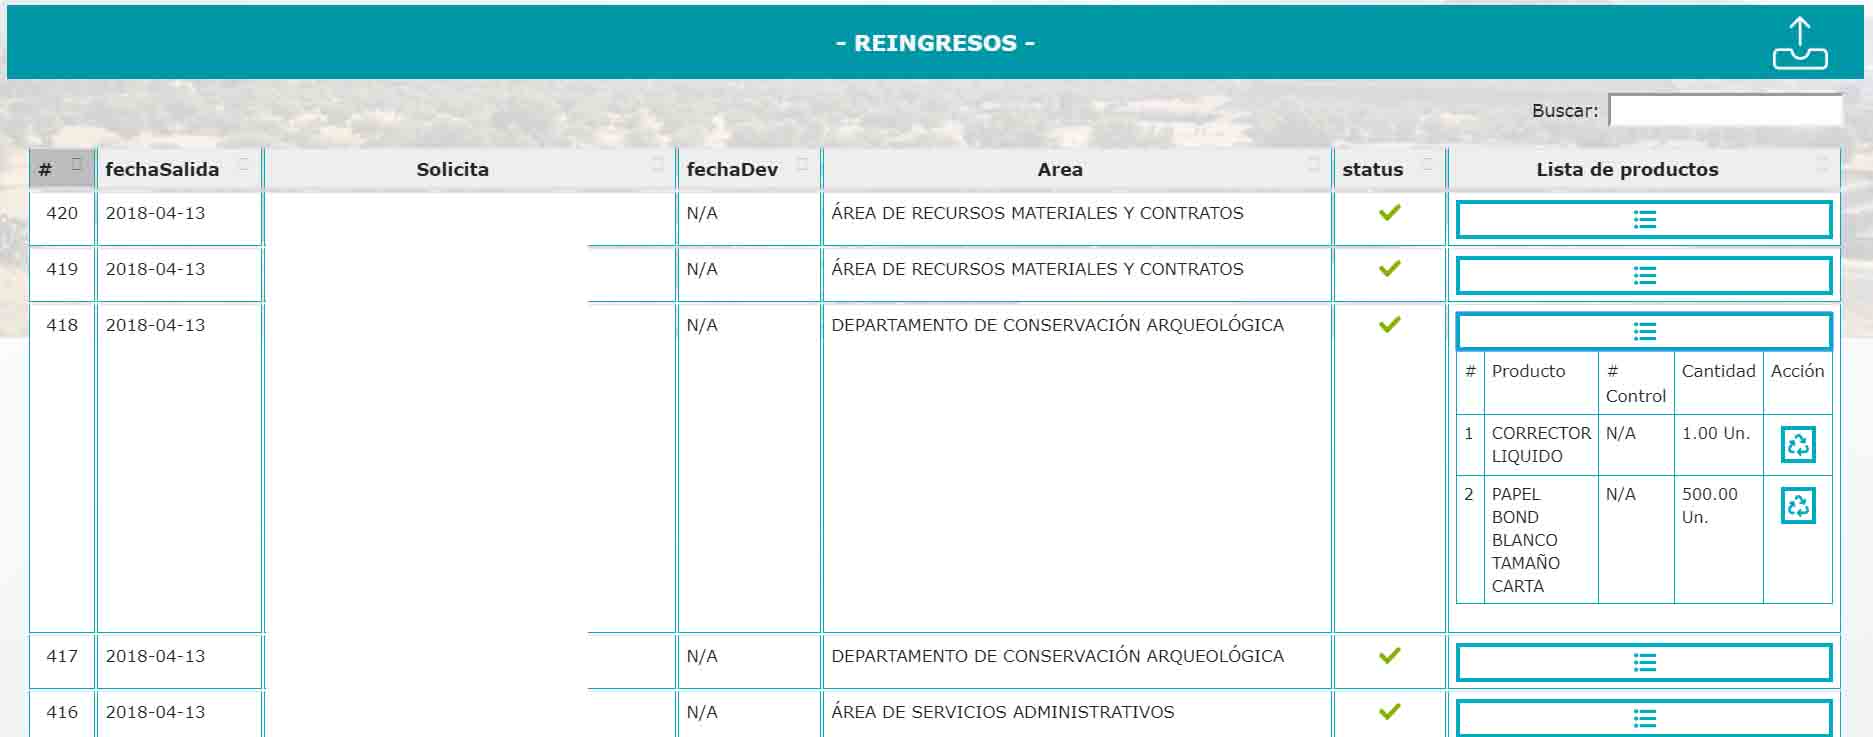 - REINGRESOS -
Buscar:
# fechaSalida Solicita fechaDev Area status Lista de productos
420 2018-04-13 N/A ÁREA DE RECURSOS MATERIALES Y CONTRATOS
419 2018-04-13 N/A ÁREA DE RECURSOS MATERIALES Y CONTRATOS
418 2018-04-13 N/A DEPARTAMENTO DE CONSERVACIÓN ARQUEOLÓGICA
# Producto # Cantidad Acción
Control
1 CORRECTOR N/A 1.00 Un.
LIQUIDO
2 PAPEL N/A 500.00
BOND Un.
BLANCO
TAMAÑO
CARTA
417 2018-04-13 N/A DEPARTAMENTO DE CONSERVACIÓN ARQUEOLÓGICA
416 2018-04-13 N/A ÁREA DE SERVICIOS ADMINISTRATIVOS